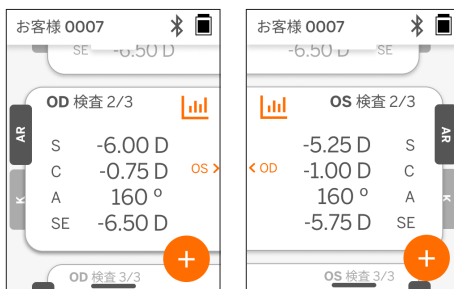 お客様 0007
SE -6.50 D
OD 検査 2/3
AR
S -6.00 D
C -0.75 D
OS >
A 160 º
K
SE -6.50 D
+
OD 検査 3/3
お客様 0007
-6.50 D SE
OS 検査 2/3
AR
-5.25 D S
< OD
-1.00 D C
160 º A
K
-5.75 D SE
+
OS 検査 3/3